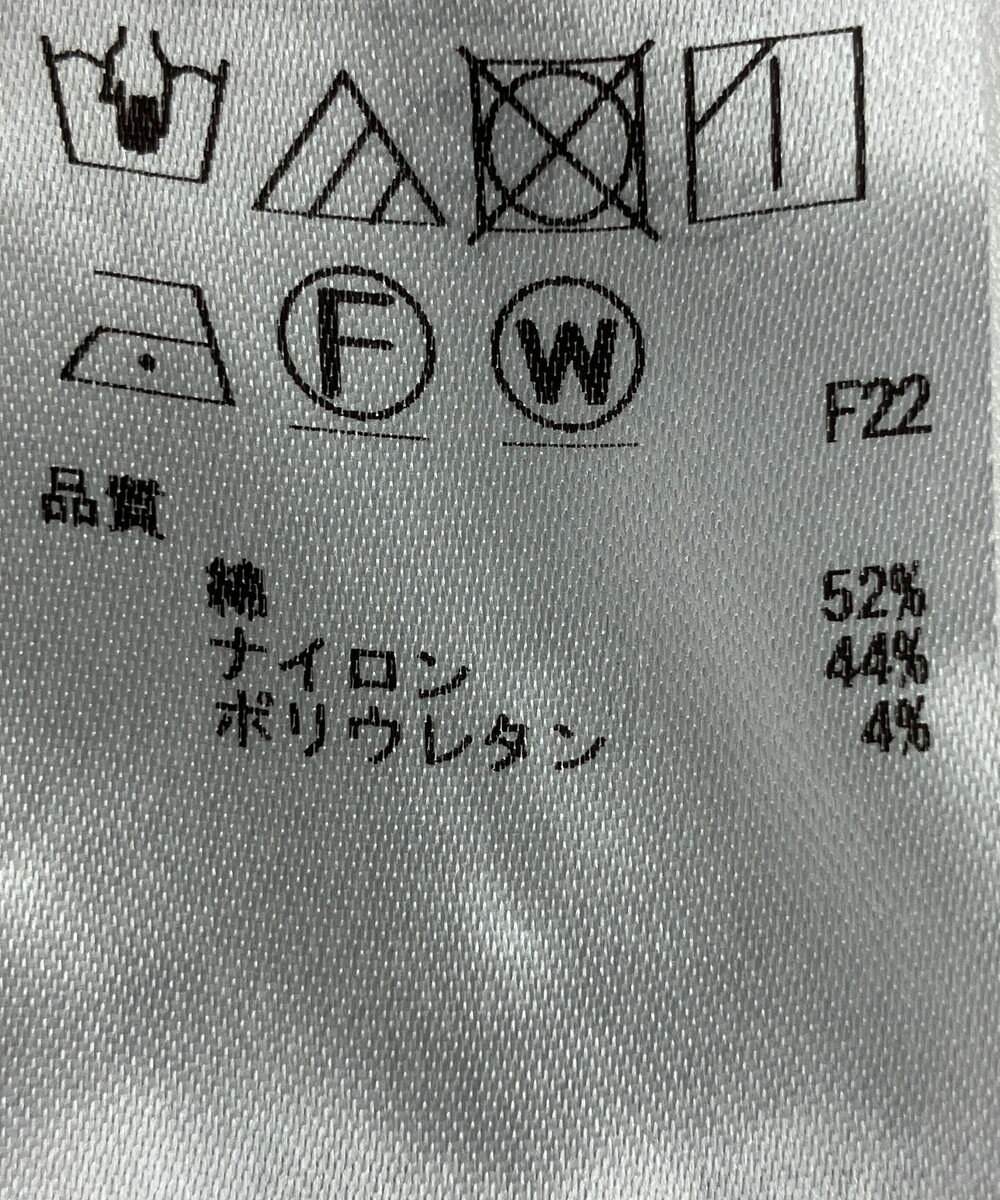 F W F22
品質
綿 52%
ナイロン 44%
ポリウレタン 4%